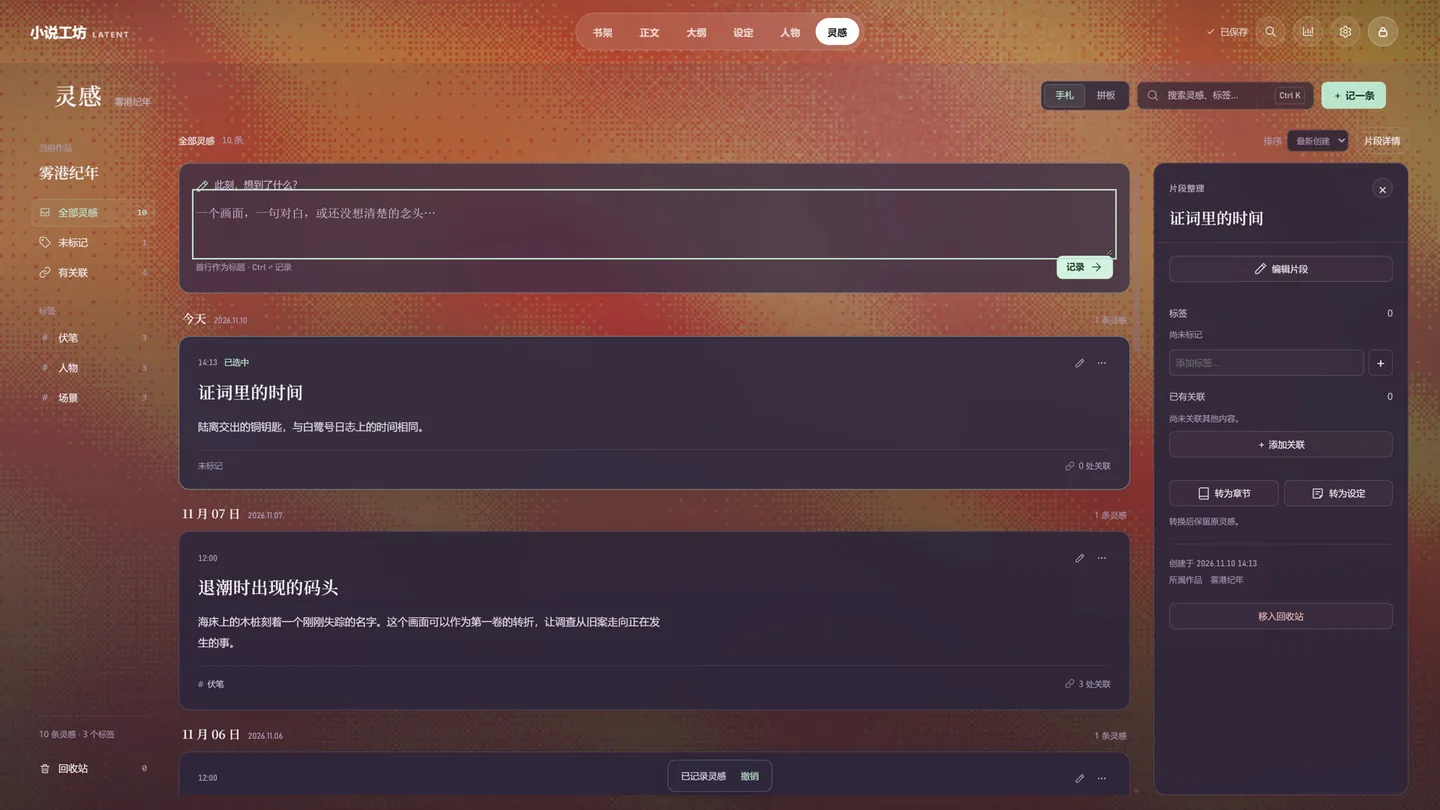 小说工坊 LATENT
书架 正文 大纲 设定 人物 灵感
已保存
灵感 雾港纪年
手札 拼板
搜索灵感、标签... Ctrl K
+ 记一条
当前作品
雾港纪年
全部灵感 10
未标记 1
有关联 4
标签
# 伏笔 3
# 人物 3
# 场景 3
10 条灵感 · 3 个标签
回收站 0
全部灵感 10 条
排序 最新创建
片段详情
此刻，想到了什么？
一个画面，一句对白，或还没想清楚的念头…
首行作为标题 · Ctrl ↵ 记录
记录 →
今天 2026.11.10
1 条灵感
14:13 已选中
证词里的时间
陆离交出的铜钥匙，与白鹭号日志上的时间相同。
未标记
0 处关联
11 月 07 日 2026.11.07
1 条灵感
12:00
退潮时出现的码头
海床上的木桩刻着一个刚刚失踪的名字。这个画面可以作为第一卷的转折，让调查从旧案走向正在发
生的事。
# 伏笔
3 处关联
11 月 06 日 2026.11.06
1 条灵感
12:00
已记录灵感 撤销
片段整理
证词里的时间
编辑片段
标签 0
尚未标记
添加标签... +
已有关联 0
尚未关联其他内容。
+ 添加关联
转为章节 转为设定
转换后保留原灵感。
创建于 2026.11.10 14:13
所属作品 雾港纪年
移入回收站